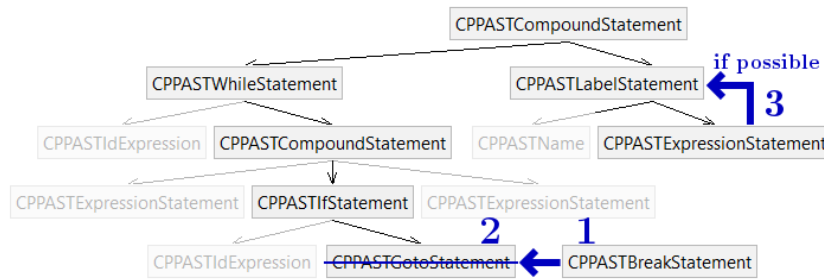 CPPASTCompoundStatement
if possible
CPPASTWhileStatement CPPASTLabelStatement
3
CPPASTIdExpression CPPASTCompoundStatement CPPASTName CPPASTExpressionStatement
CPPASTExpressionStatement CPPASTIfStatement CPPASTExpressionStatement
2 1
CPPASTIdExpression CPPASTGotoStatement CPPASTBreakStatement